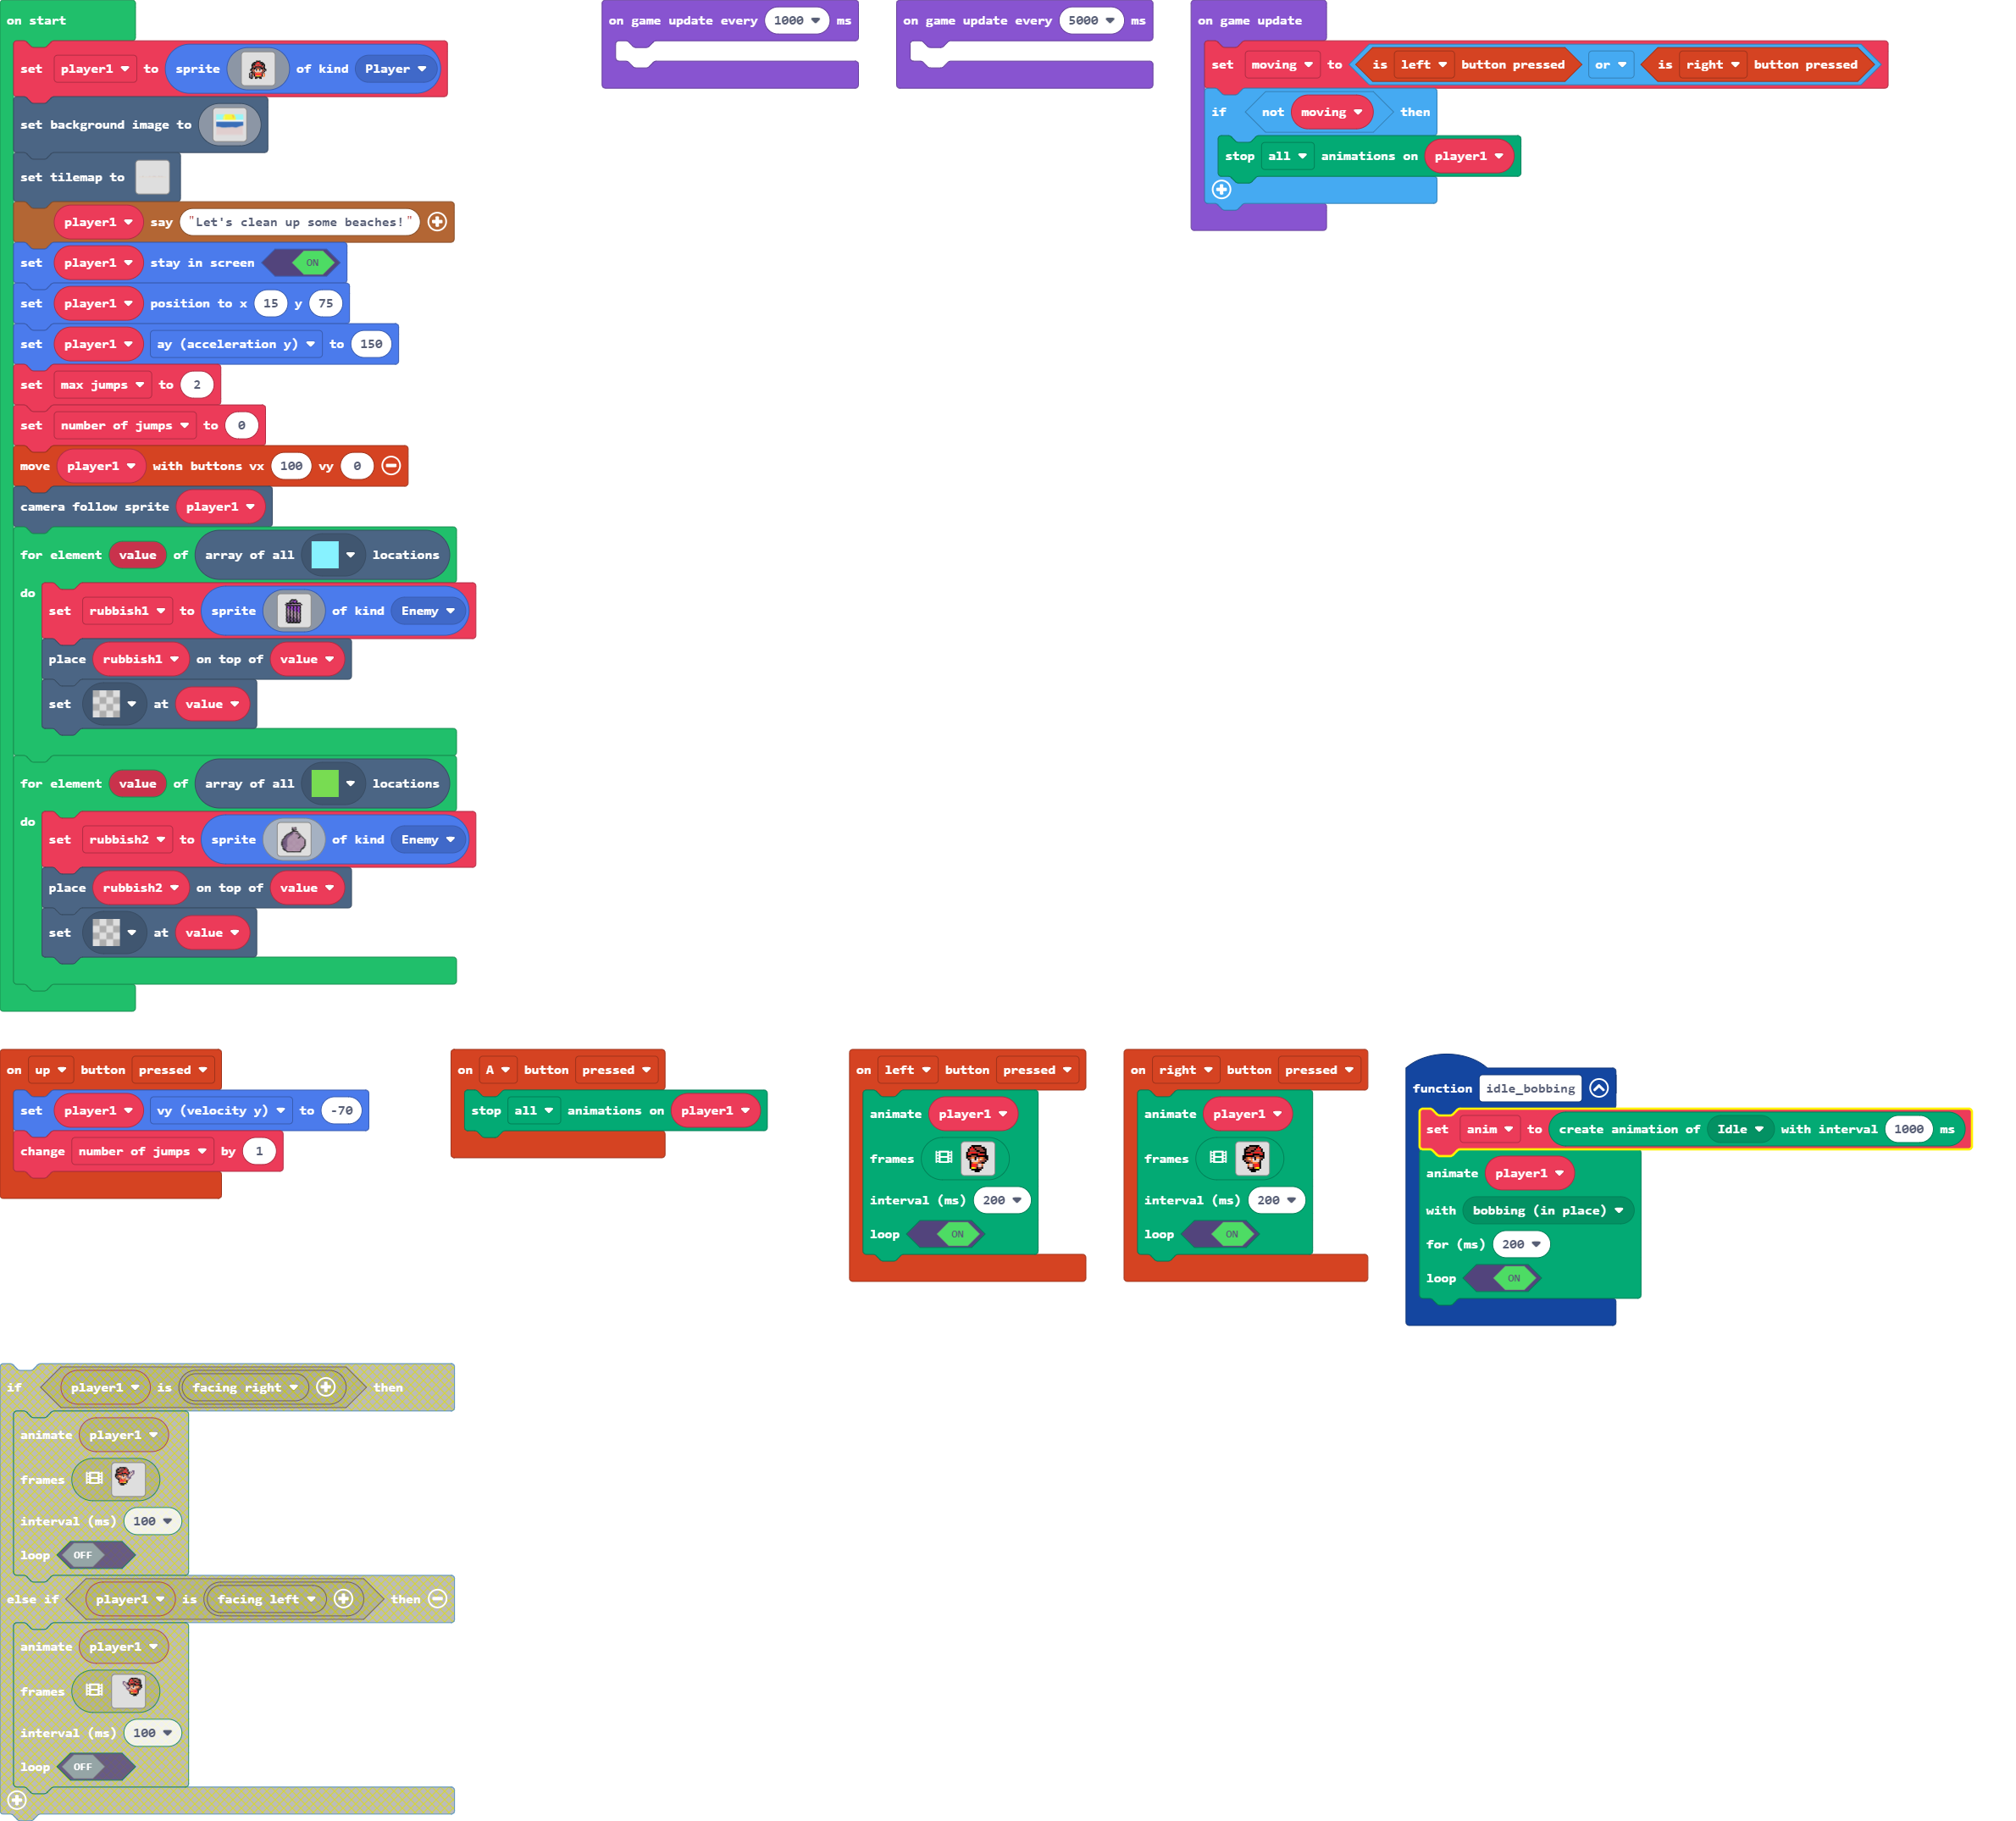 on start
set player1 to sprite of kind Player
set background image to
set tilemap to
player1 say "Let's clean up some beaches!"
set player1 stay in screen ON
set player1 position to x 15 y 75
set player1 ay (acceleration y) to 150
set max jumps to 2
set number of jumps to 0
move player1 with buttons vx 100 vy 0
camera follow sprite player1
for element value of array of all locations
do
set rubbish1 to sprite of kind Enemy
place rubbish1 on top of value
set at value
for element value of array of all locations
do
set rubbish2 to sprite of kind Enemy
place rubbish2 on top of value
set at value
on game update every 1000 ms
on game update every 5000 ms
on game update
set moving to is left button pressed or is right button pressed
if not moving then
stop all animations on player1
on up button pressed
set player1 vy (velocity y) to -70
change number of jumps by 1
on A button pressed
stop all animations on player1
on left button pressed
animate player1
frames
interval (ms) 200
loop ON
on right button pressed
animate player1
frames
interval (ms) 200
loop ON
function idle_bobbing
set anim to create animation of Idle with interval 1000 ms
animate player1
with bobbing (in place)
for (ms) 200
loop ON
if player1 is facing right then
animate player1
frames
interval (ms) 100
loop OFF
else if player1 is facing left then
animate player1
frames
interval (ms) 100
loop OFF